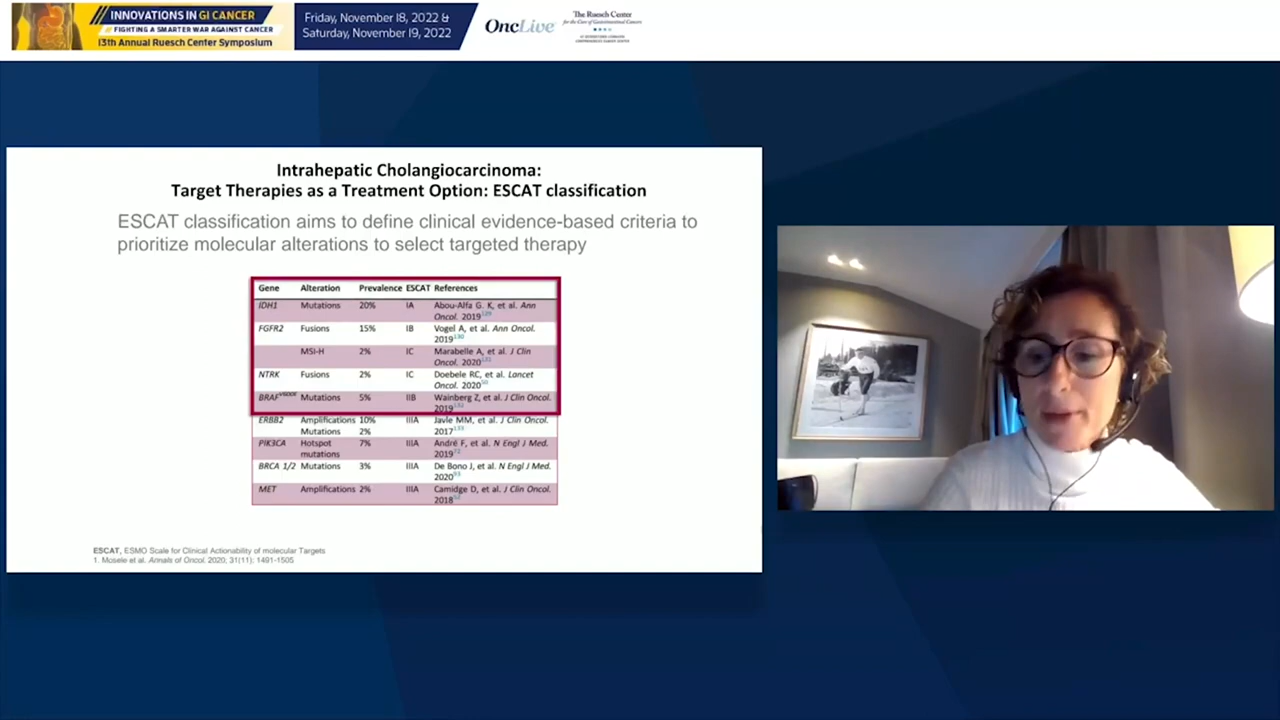 INNOVATIONS IN GI CANCER
FIGHTING A SMARTER WAR AGAINST CANCER
13th Annual Ruesch Center Symposium
Friday, November 18, 2022 &
Saturday, November 19, 2022
OncLive
The Ruesch Center
for the Cure of Gastrointestinal Cancers
Intrahepatic Cholangiocarcinoma:
Target Therapies as a Treatment Option: ESCAT classification
ESCAT classification aims to define clinical evidence-based criteria to
prioritize molecular alterations to select targeted therapy
Gene Alteration Prevalence ESCAT References
IDH1 Mutations 20% IA Abou-Alfa G. K, et al. Ann
Oncol. 2019
FGFR2 Fusions 15% IB Vogel A, et al. Ann Oncol.
2019
MSI-H 2% IC Marabelle A, et al. J Clin
Oncol. 2020
NTRK Fusions 2% IC Doebele RC, et al. Lancet
Oncol. 2020
BRAFV600E Mutations 5% IIB Wainberg Z, et al. J Clin Oncol.
2019
ERBB2 Amplifications 10% IIIA Javle MM, et al. J Clin Oncol.
Mutations 2% 2017
PIK3CA Hotspot 7% IIIA André F, et al. N Engl J Med.
mutations 2019
BRCA 1/2 Mutations 3% IIIA De Bono J, et al. N Engl J Med.
2020
MET Amplifications 2% IIIA Camidge D, et al. J Clin Oncol.
2018
ESCAT, ESMO Scale for Clinical Actionability of molecular Targets
1. Mosele et al. Annals of Oncol. 2020; 31(11): 1491-1505